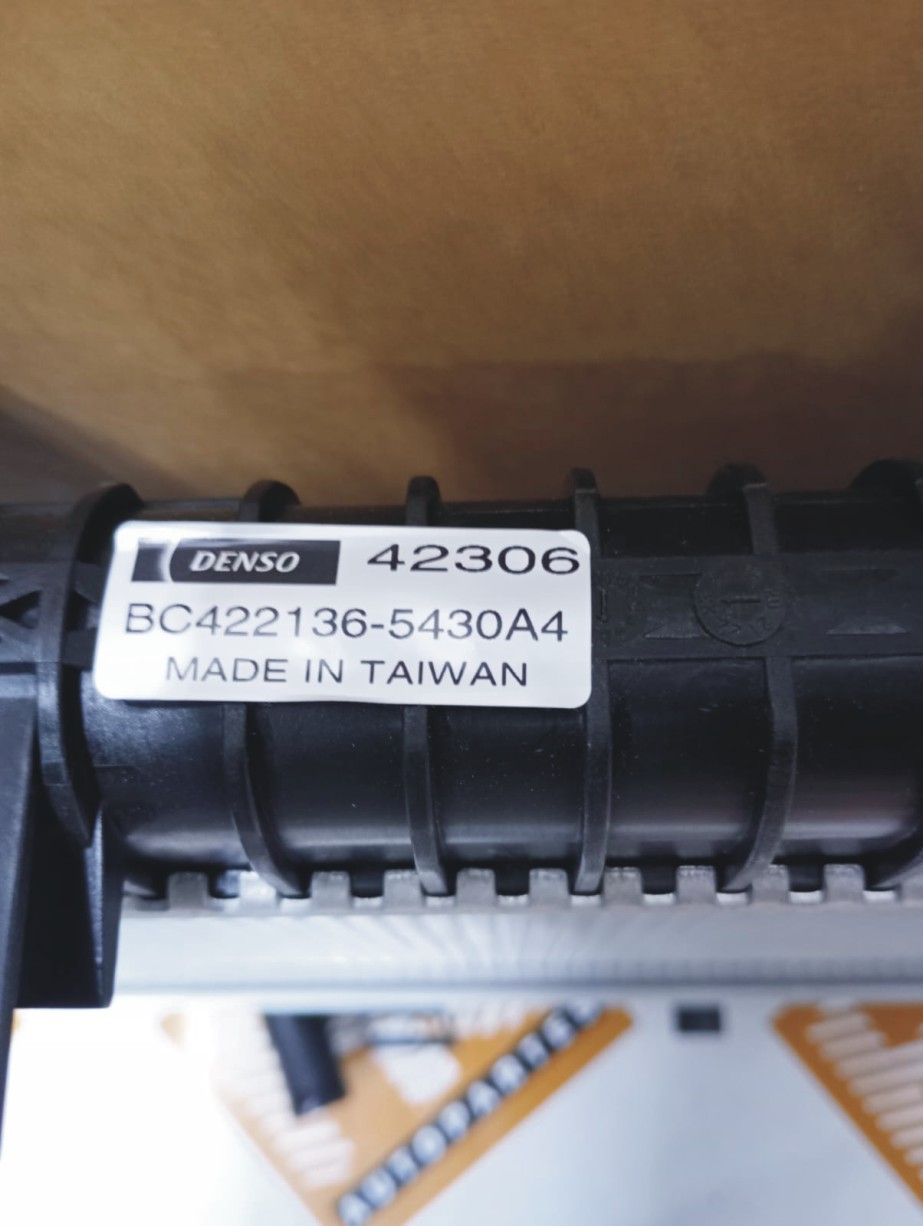 DENSO 42306
BC422136-5430A4
MADE IN TAIWAN